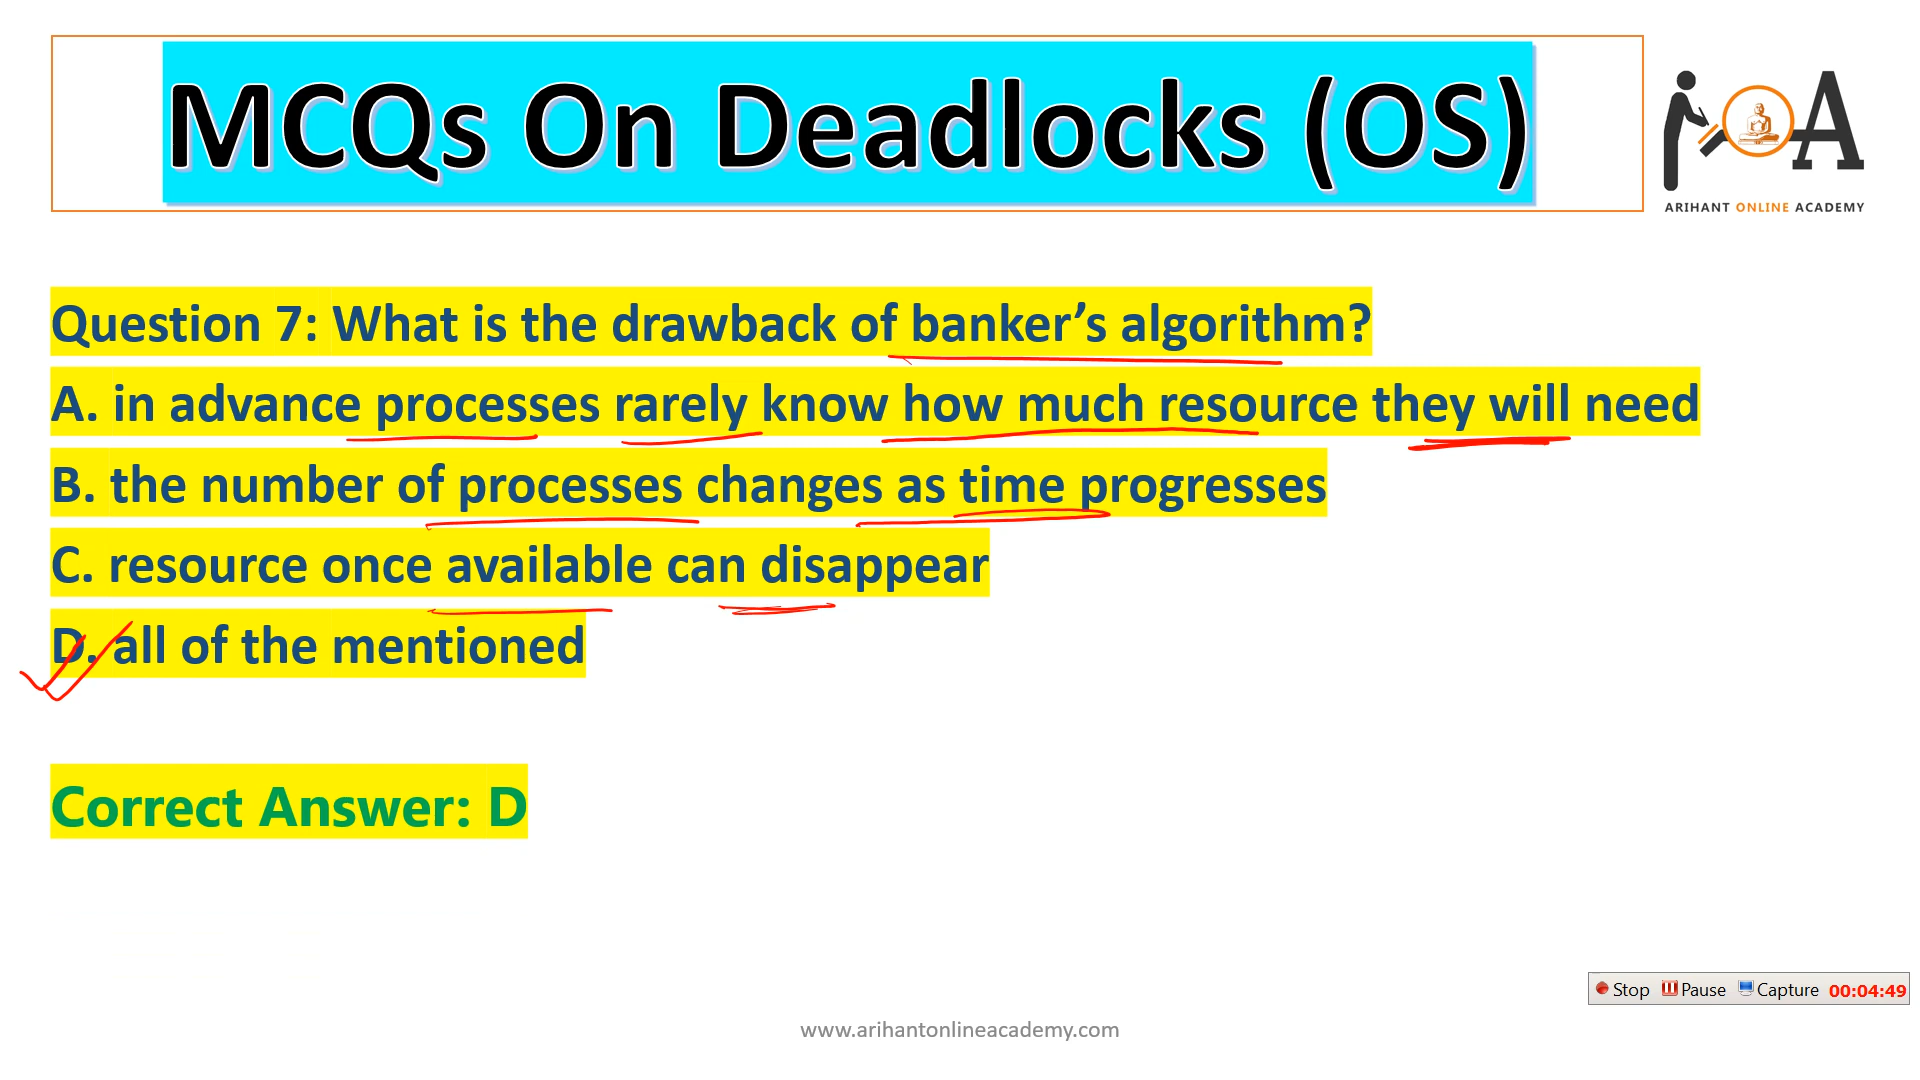 MCQs On Deadlocks (OS)
ARIHANT ONLINE ACADEMY
Question 7: What is the drawback of banker’s algorithm?
A. in advance processes rarely know how much resource they will need
B. the number of processes changes as time progresses
C. resource once available can disappear
D. all of the mentioned
Correct Answer: D
Stop Pause Capture 00:04:49
www.arihantonlineacademy.com